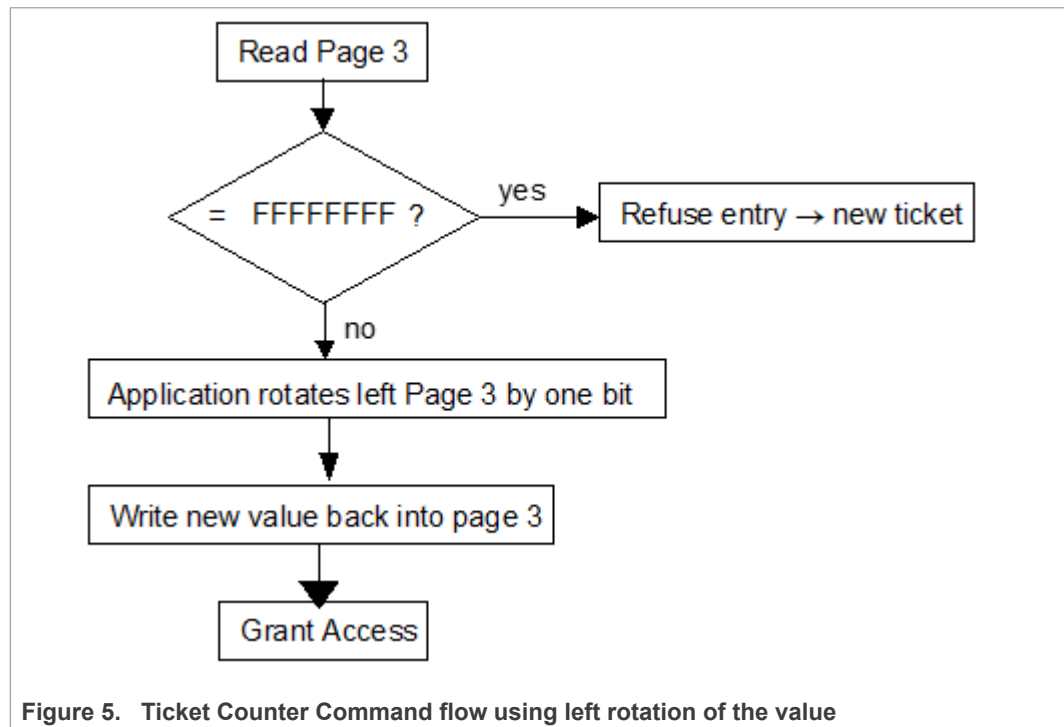 Read Page 3
= FFFFFFFF ?
yes
Refuse entry → new ticket
no
Application rotates left Page 3 by one bit
Write new value back into page 3
Grant Access
Figure 5. Ticket Counter Command flow using left rotation of the value